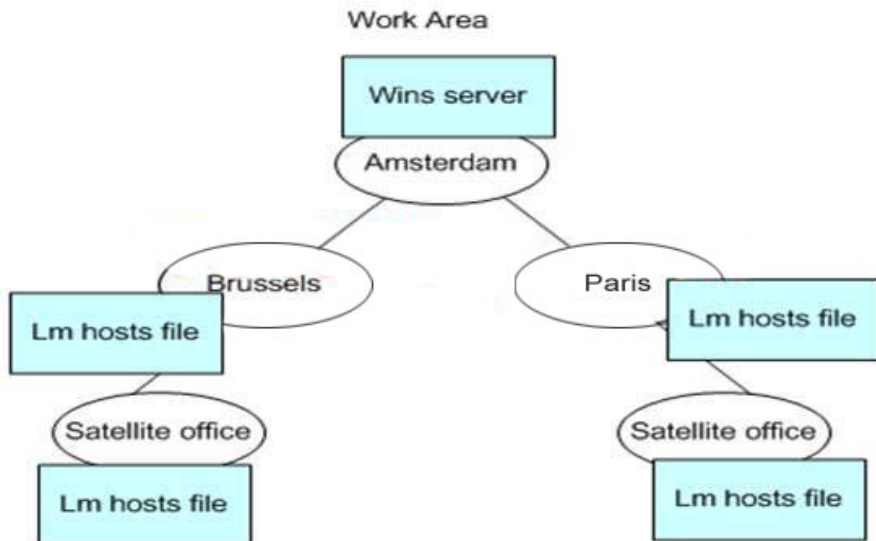 Work Area
Wins server
Amsterdam
Brussels
Paris
Lm hosts file
Lm hosts file
Satellite office
Satellite office
Lm hosts file
Lm hosts file